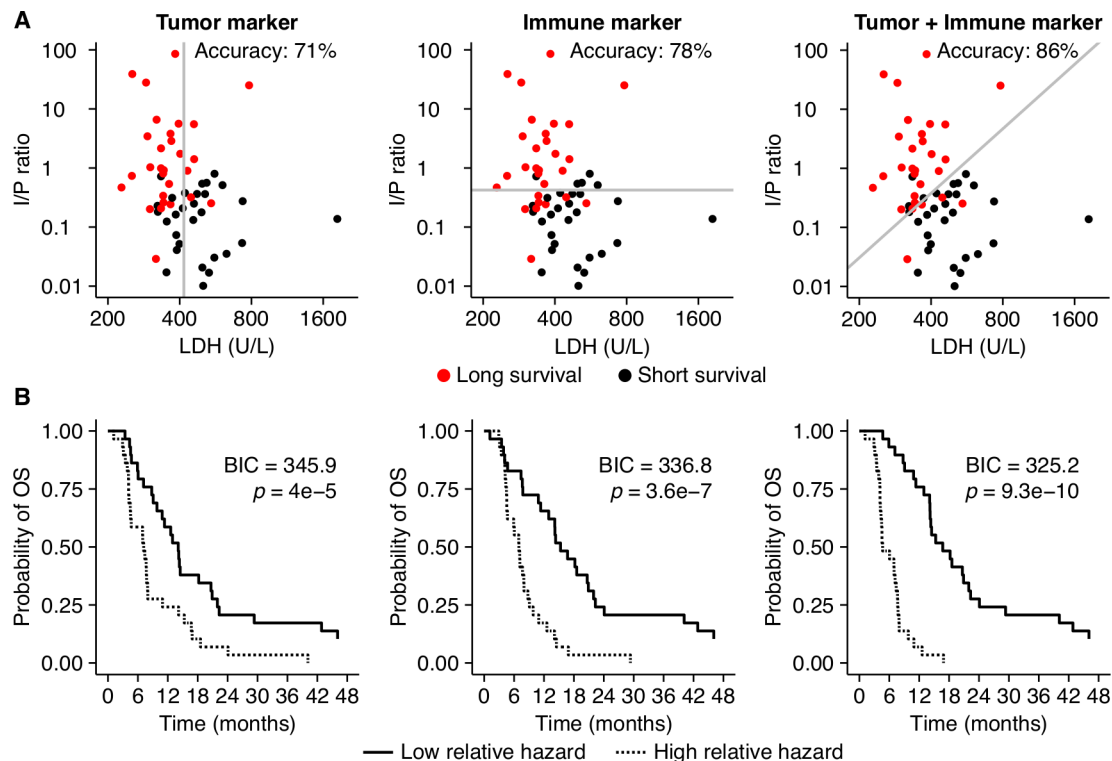 A
Tumor marker
Immune marker
Tumor + Immune marker
Accuracy: 71%
Accuracy: 78%
Accuracy: 86%
I/P ratio
100
10
1
0.1
0.01
200 400 800 1600
LDH (U/L)
I/P ratio
100
10
1
0.1
0.01
200 400 800 1600
LDH (U/L)
I/P ratio
100
10
1
0.1
0.01
200 400 800 1600
LDH (U/L)
Long survival Short survival
B
Probability of OS
1.00
0.75
0.50
0.25
0.00
BIC = 345.9
p = 4e−5
0 6 12 18 24 30 36 42 48
Time (months)
Probability of OS
1.00
0.75
0.50
0.25
0.00
BIC = 336.8
p = 3.6e−7
0 6 12 18 24 30 36 42 48
Time (months)
Probability of OS
1.00
0.75
0.50
0.25
0.00
BIC = 325.2
p = 9.3e−10
0 6 12 18 24 30 36 42 48
Time (months)
Low relative hazard High relative hazard